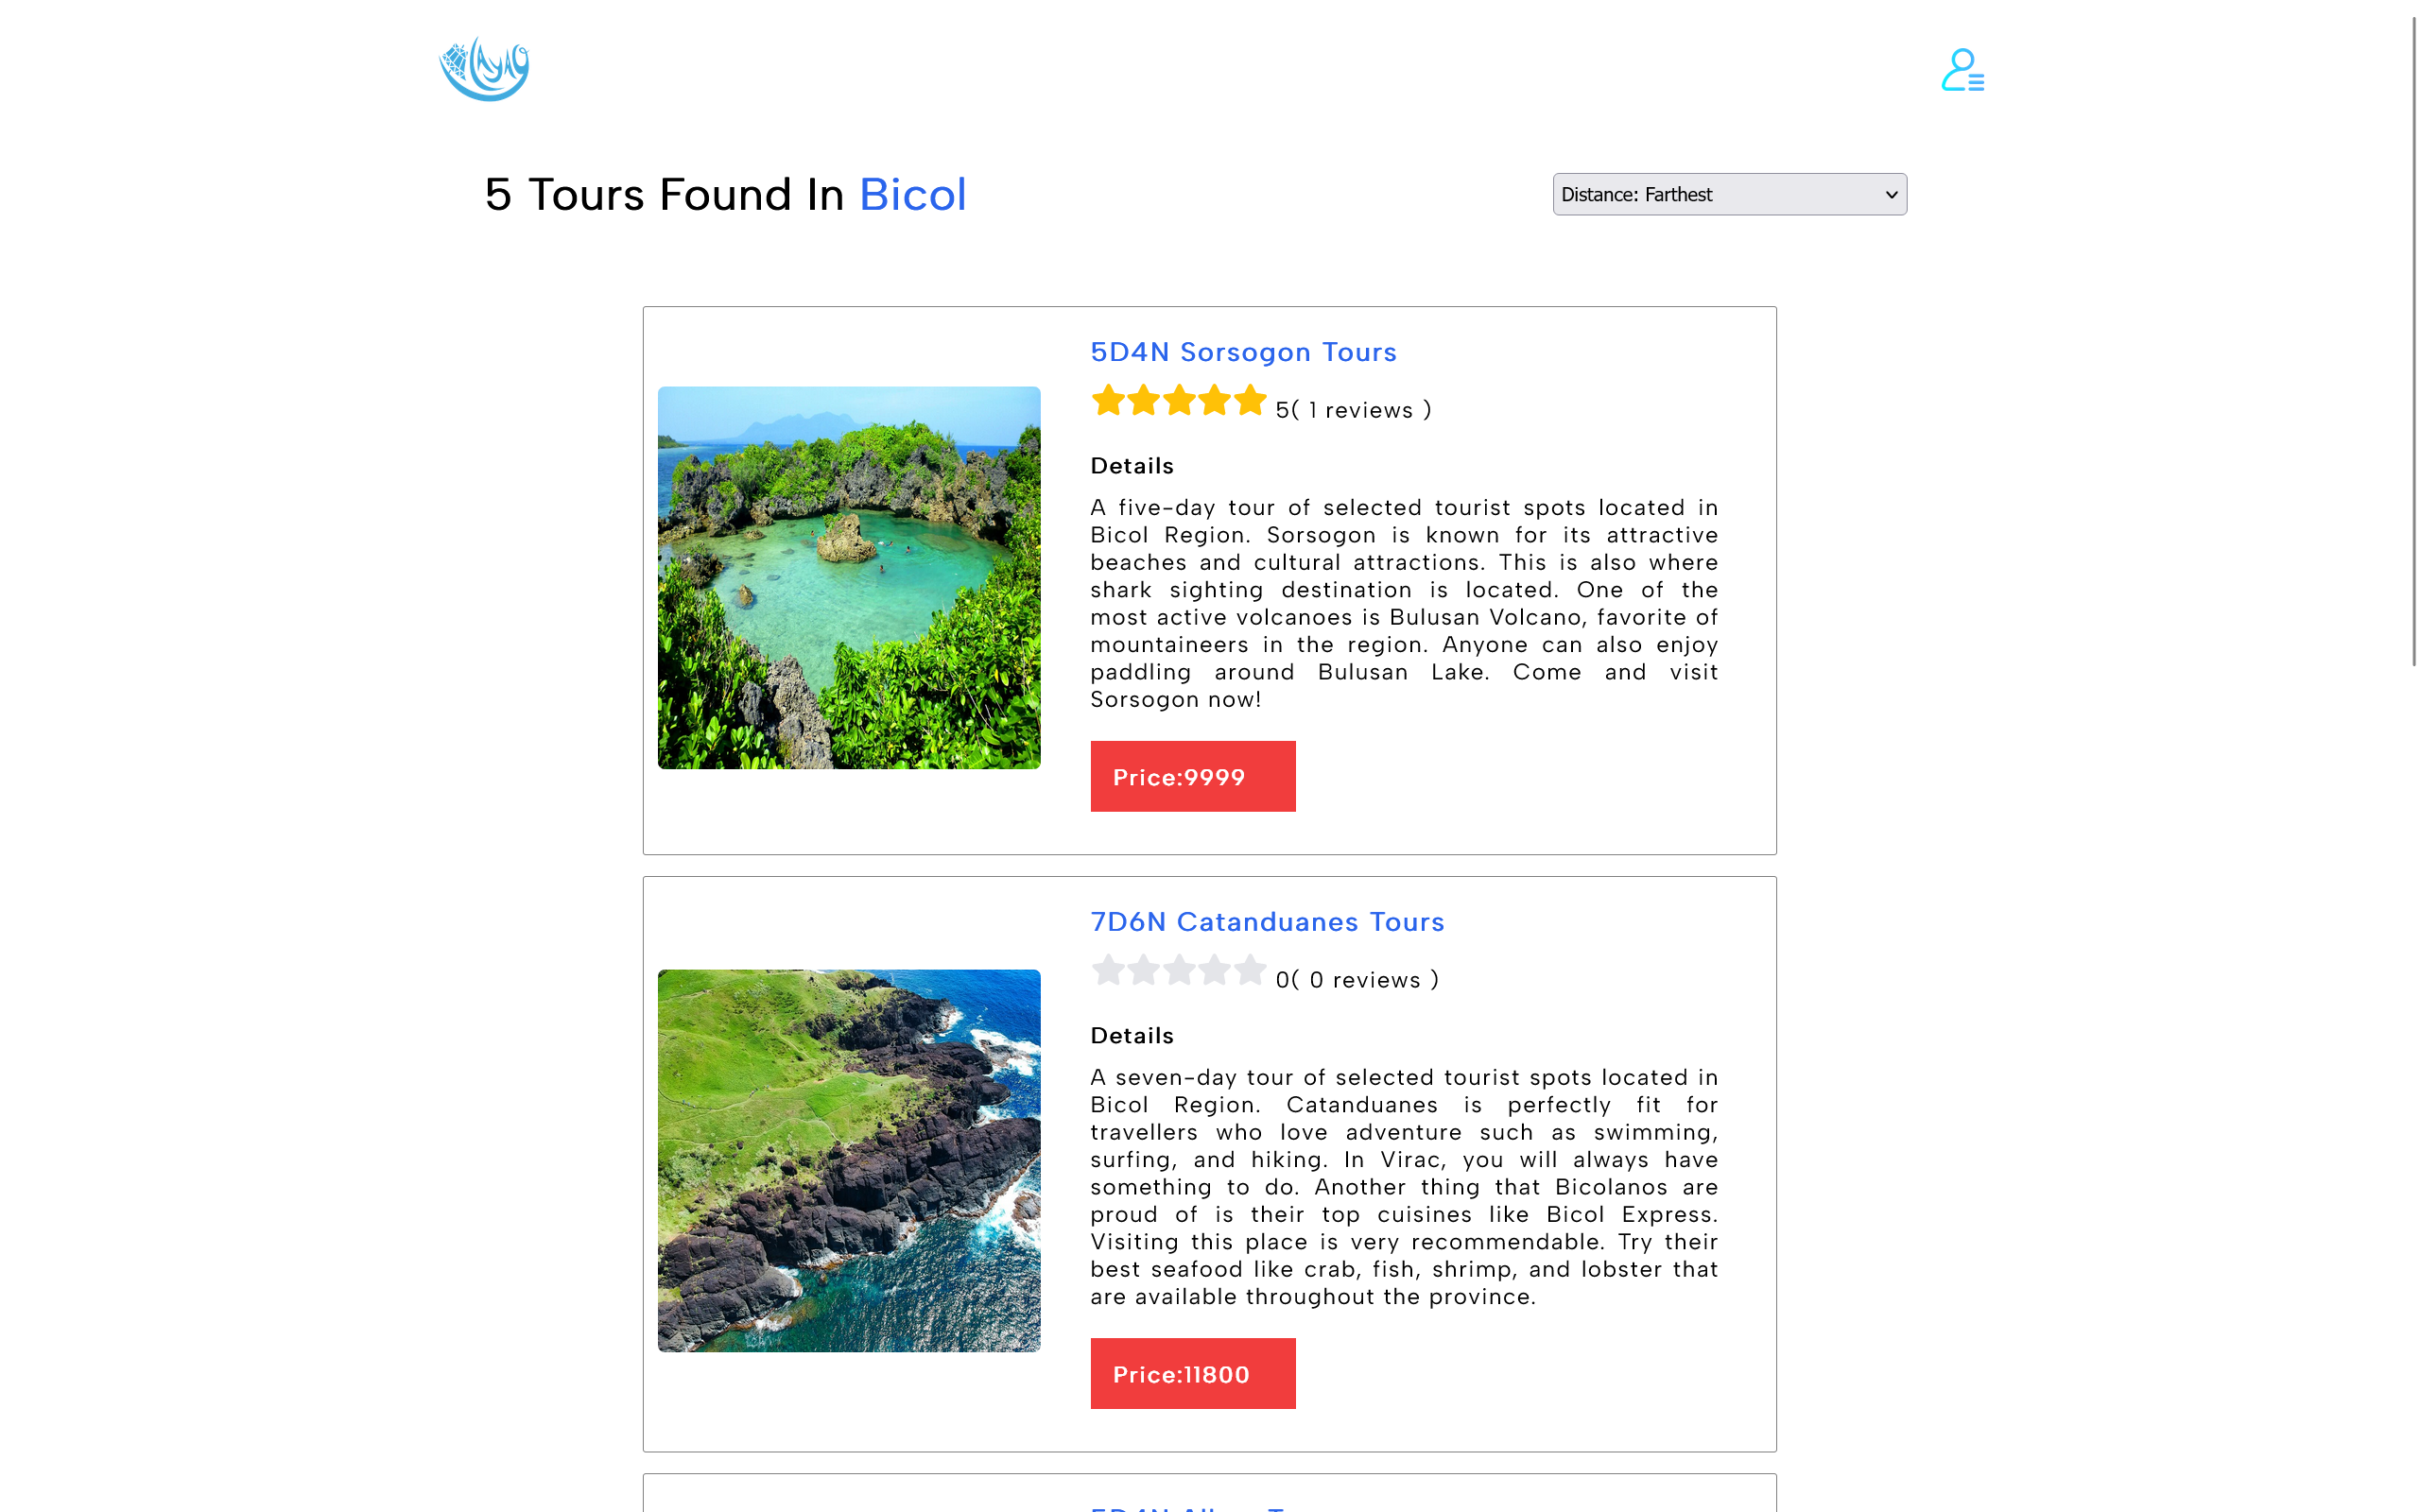 LAYAG
5 Tours Found In Bicol
Distance: Farthest
5D4N Sorsogon Tours
5( 1 reviews )
Details
A five-day tour of selected tourist spots located in
Bicol Region. Sorsogon is known for its attractive
beaches and cultural attractions. This is also where
shark sighting destination is located. One of the
most active volcanoes is Bulusan Volcano, favorite of
mountaineers in the region. Anyone can also enjoy
paddling around Bulusan Lake. Come and visit
Sorsogon now!
Price:9999
7D6N Catanduanes Tours
0( 0 reviews )
Details
A seven-day tour of selected tourist spots located in
Bicol Region. Catanduanes is perfectly fit for
travellers who love adventure such as swimming,
surfing, and hiking. In Virac, you will always have
something to do. Another thing that Bicolanos are
proud of is their top cuisines like Bicol Express.
Visiting this place is very recommendable. Try their
best seafood like crab, fish, shrimp, and lobster that
are available throughout the province.
Price:11800